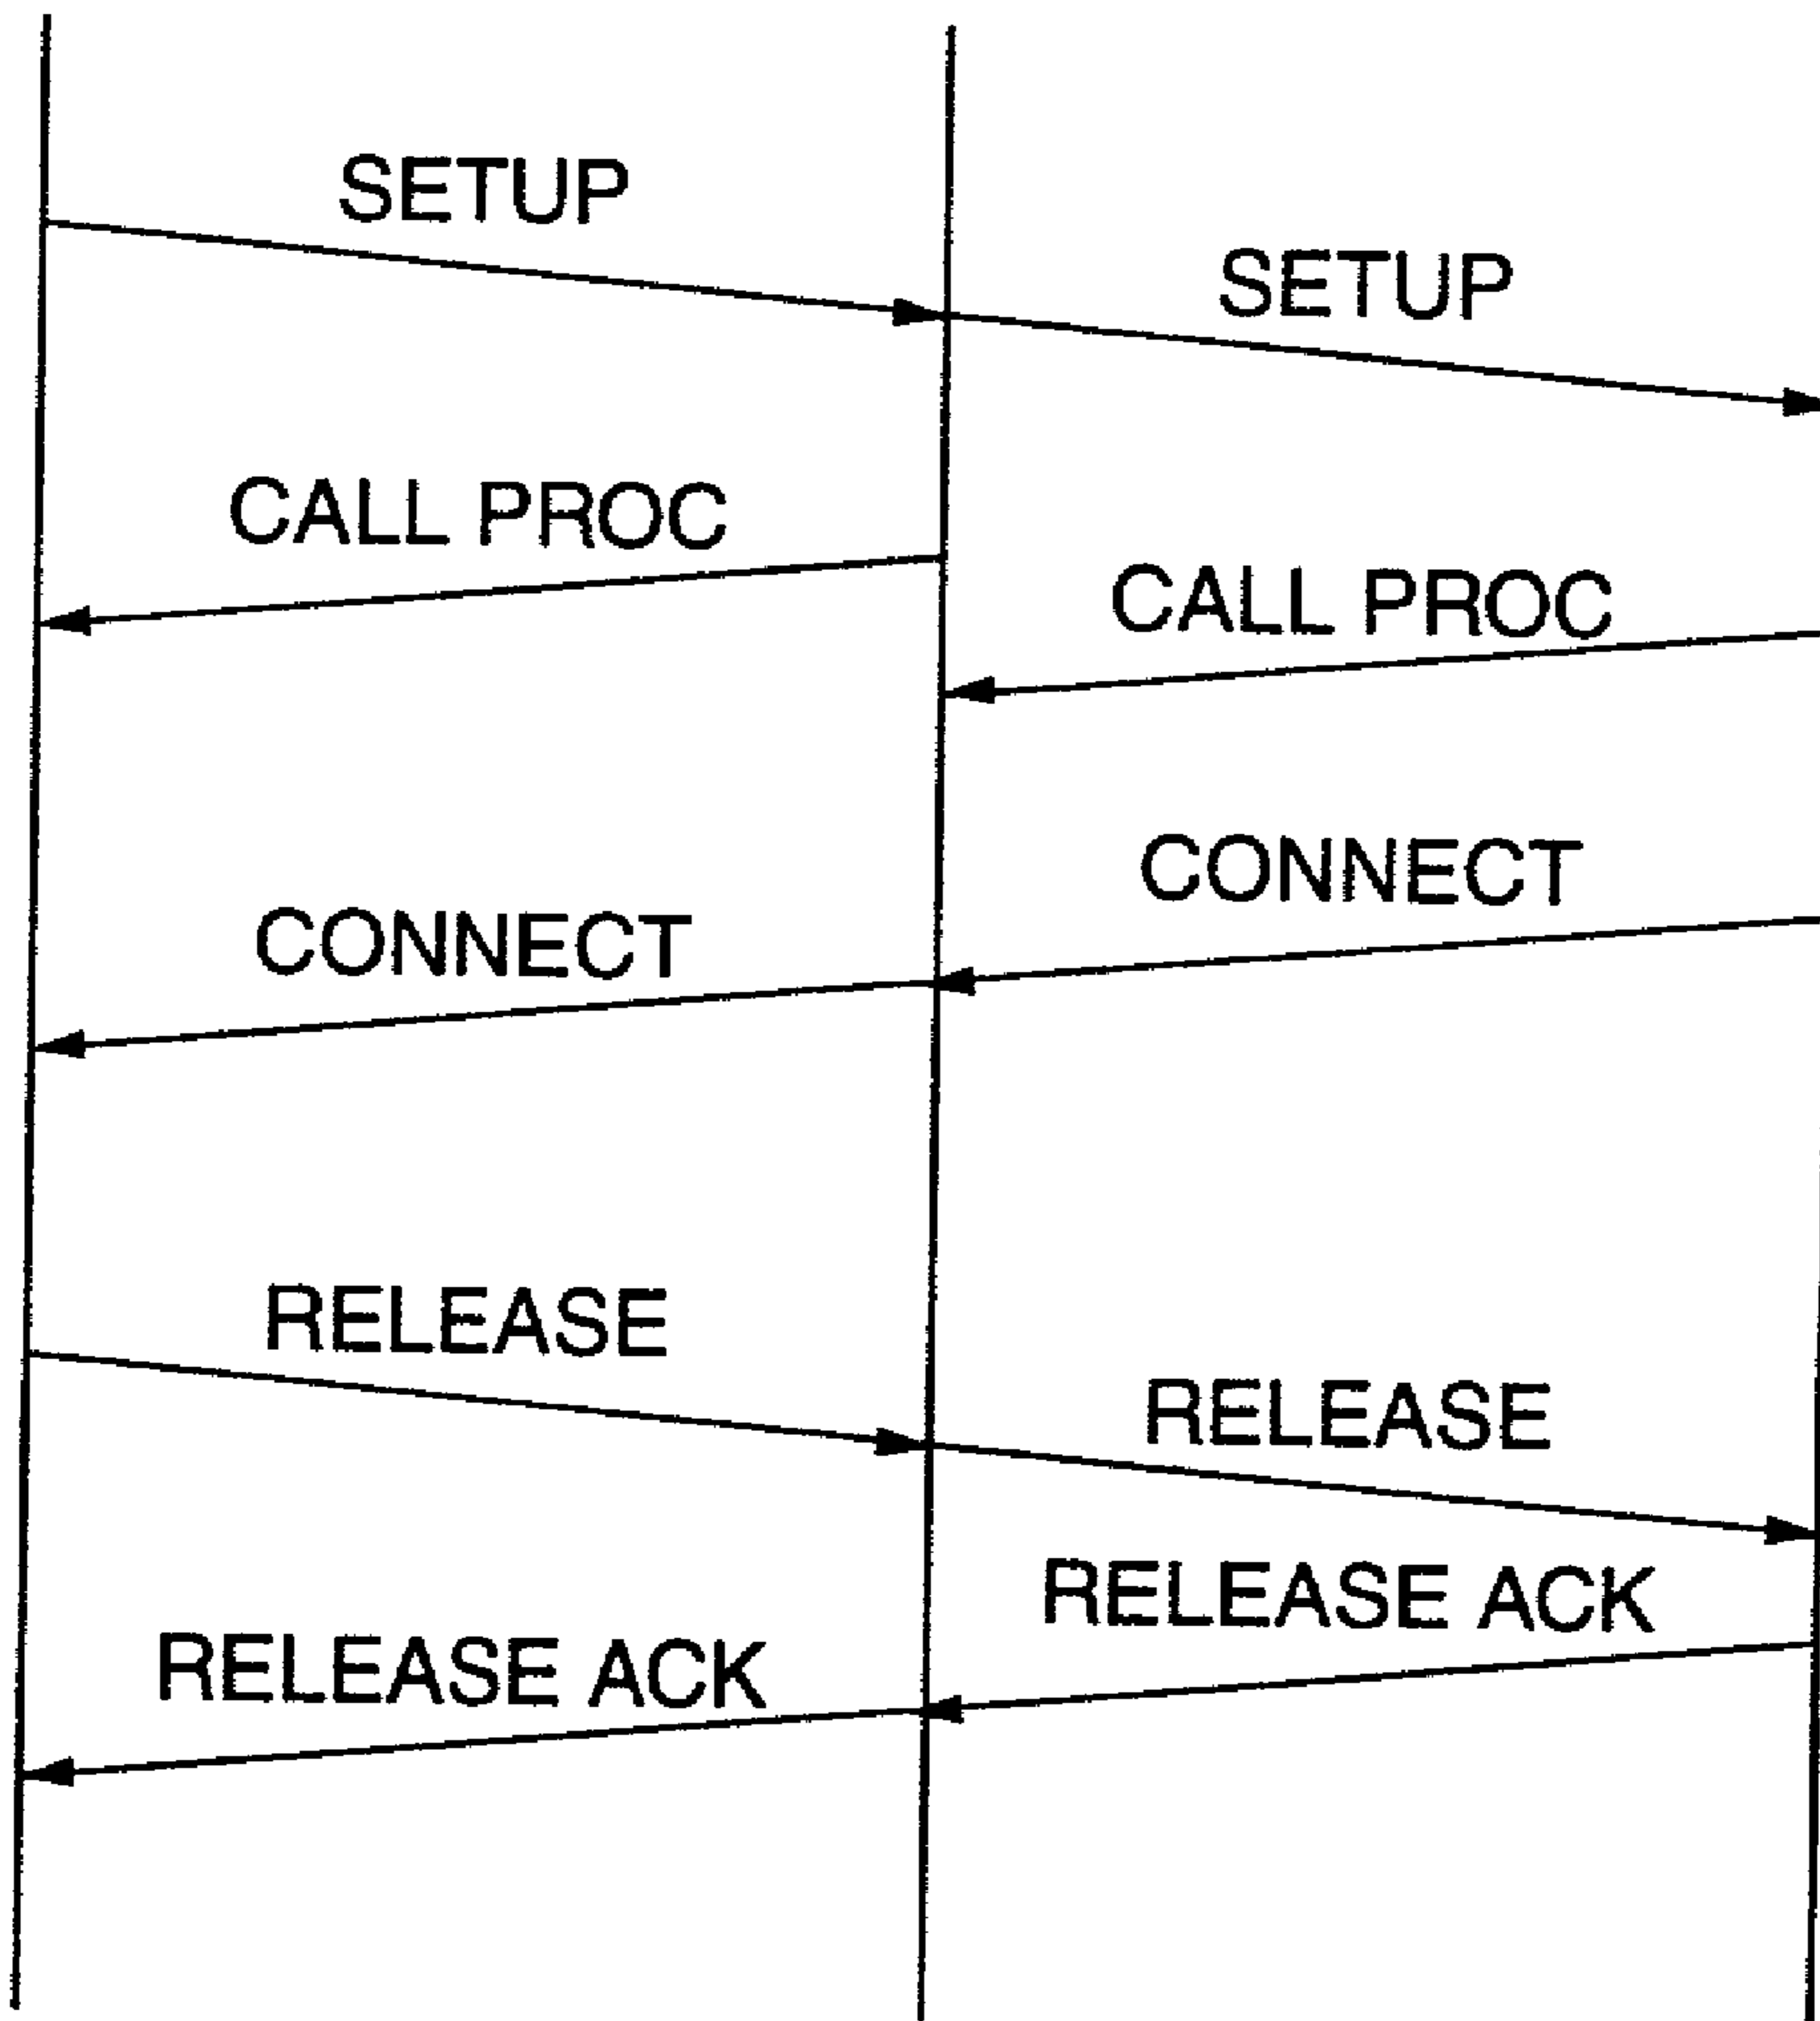 SETUP
SETUP
CALL PROC
CALL PROC
CONNECT
CONNECT
RELEASE
RELEASE
RELEASE ACK
RELEASE ACK